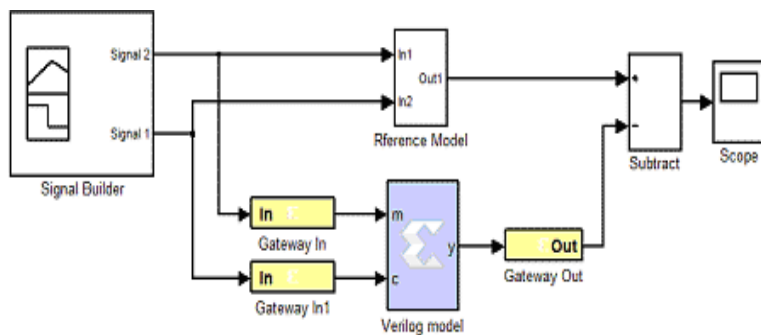 Signal 2
Signal 1
Signal Builder
In1
In2
Out1
Rference Model
+
−
Subtract
Scope
In
Gateway In
In
Gateway In1
m
c
y
Verilog model
Out
Gateway Out